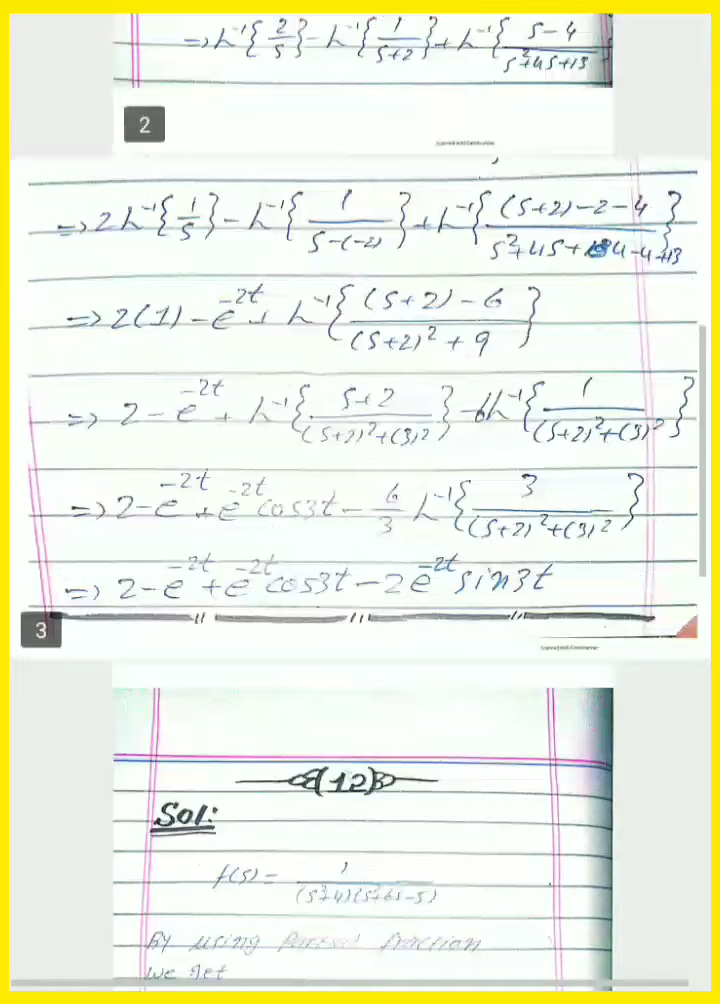 => L⁻¹{2/s} - L⁻¹{1/s+2} + L⁻¹{s-4/s²+4s+13}
2
=> 2L⁻¹{1/s} - L⁻¹{1/s-(-2)} + L⁻¹{(s+2)-2-4/s²+4s+4-4+13}
=> 2(1) - e⁻²ᵗ + L⁻¹{(s+2)-6/(s+2)²+9}
=> 2 - e⁻²ᵗ + L⁻¹{s+2/(s+2)²+(3)²} - 6L⁻¹{1/(s+2)²+(3)²}
=> 2 - e⁻²ᵗ + e⁻²ᵗ cos3t - 6/3 L⁻¹{3/(s+2)²+(3)²}
=> 2 - e⁻²ᵗ + e⁻²ᵗ cos3t - 2e⁻²ᵗ sin3t
3
(12)
Sol:
f(s) = 1/(s²+4)(s²+6s-5)
By using Partial fraction
we get